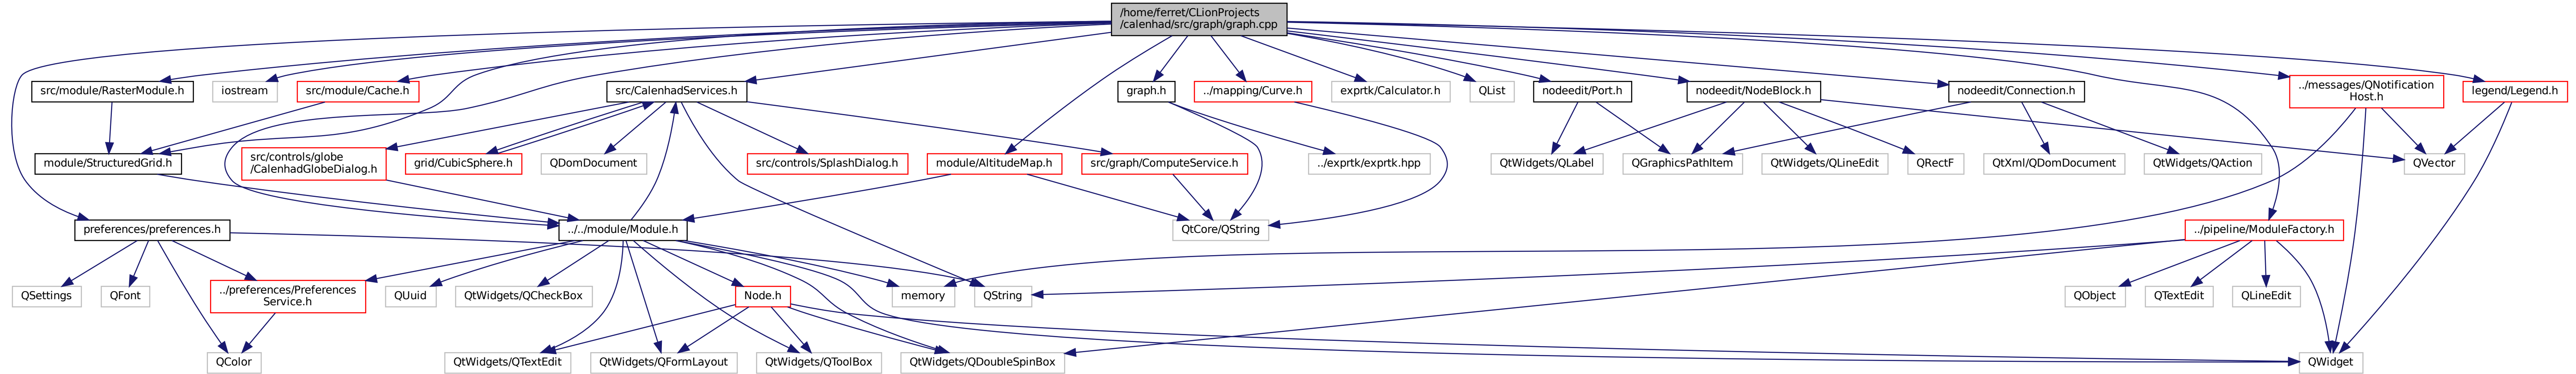 /home/ferret/CLionProjects
/calenhad/src/graph/graph.cpp
src/module/RasterModule.h
iostream
src/module/Cache.h
src/CalenhadServices.h
graph.h
../mapping/Curve.h
exprtk/Calculator.h
QList
nodeedit/Port.h
nodeedit/NodeBlock.h
nodeedit/Connection.h
../messages/QNotification
Host.h
legend/Legend.h
module/StructuredGrid.h
src/controls/globe
/CalenhadGlobeDialog.h
grid/CubicSphere.h
QDomDocument
src/controls/SplashDialog.h
module/AltitudeMap.h
src/graph/ComputeService.h
../exprtk/exprtk.hpp
QtWidgets/QLabel
QGraphicsPathItem
QtWidgets/QLineEdit
QRectF
QtXml/QDomDocument
QtWidgets/QAction
QVector
preferences/preferences.h
../../module/Module.h
QtCore/QString
../pipeline/ModuleFactory.h
QSettings
QFont
../preferences/Preferences
Service.h
QUuid
QtWidgets/QCheckBox
Node.h
memory
QString
QObject
QTextEdit
QLineEdit
QColor
QtWidgets/QTextEdit
QtWidgets/QFormLayout
QtWidgets/QToolBox
QtWidgets/QDoubleSpinBox
QWidget